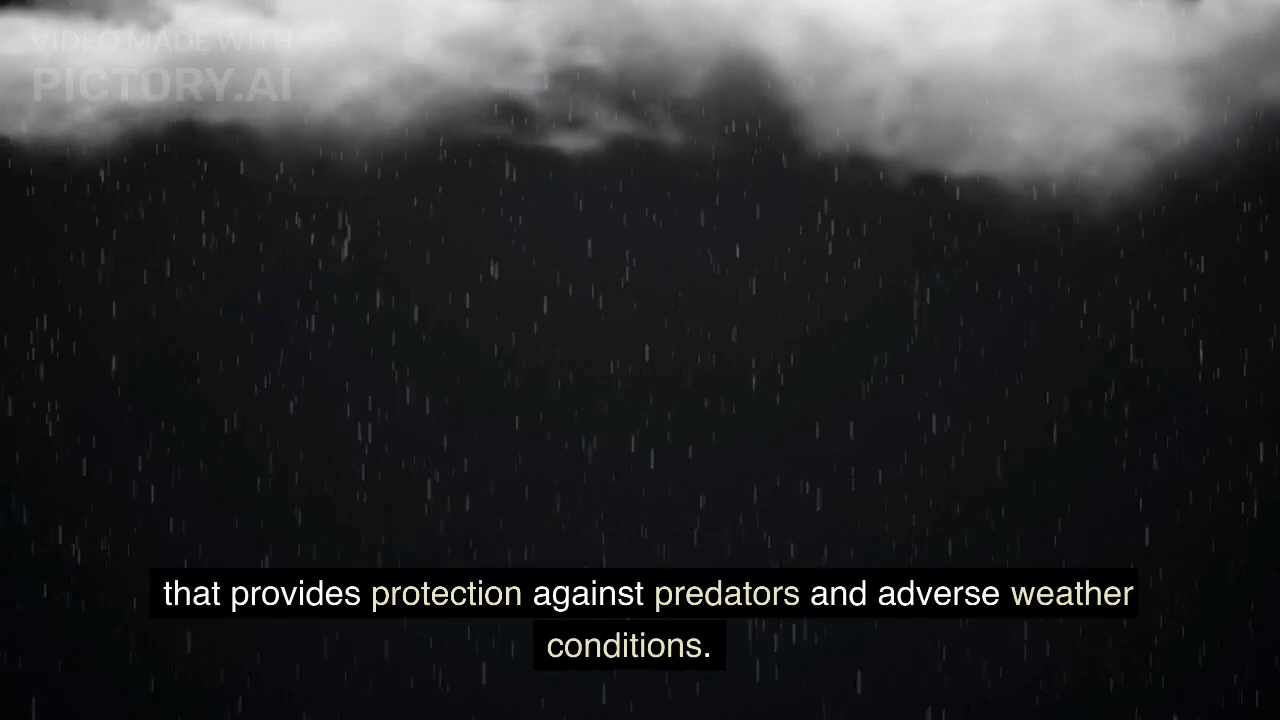 VIDEO MADE WITH
PICTORY.AI
that provides protection against predators and adverse weather
conditions.